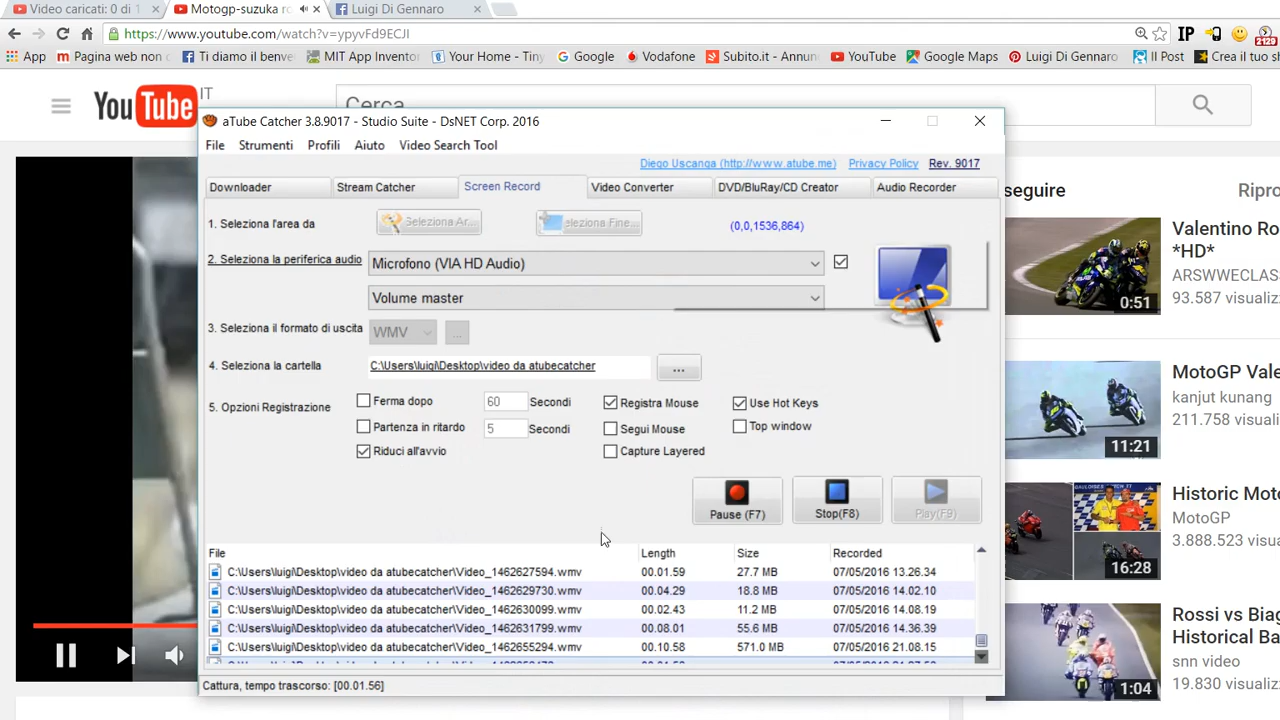 Video caricati: 0 di 1
Motogp-suzuka ro
Luigi Di Gennaro
https://www.youtube.com/watch?v=ypyvFd9ECJI
IP
2129
App
Pagina web non
Ti diamo il benve
MIT App Inventor
Your Home - Tiny
Google
Vodafone
Subito.it - Annun
YouTube
Google Maps
Luigi Di Gennaro
Il Post
Crea il tuo s
YouTube IT
Cerca
aTube Catcher 3.8.9017 - Studio Suite - DsNET Corp. 2016
File Strumenti Profili Aiuto Video Search Tool
Diego Uscanga (http://www.atube.me) Privacy Policy Rev. 9017
Downloader Stream Catcher Screen Record Video Converter DVD/BluRay/CD Creator Audio Recorder
1. Seleziona l'area da Seleziona Ar... eleziona Fine... (0,0,1536,864)
2. Seleziona la periferica audio Microfono (VIA HD Audio)
Volume master
3. Seleziona il formato di uscita WMV ...
4. Seleziona la cartella C:\Users\luigi\Desktop\video da atubecatcher ...
5. Opzioni Registrazione
Ferma dopo 60 Secondi Registra Mouse Use Hot Keys
Partenza in ritardo 5 Secondi Segui Mouse Top window
Riduci all'avvio Capture Layered
Pause (F7) Stop(F8) Play(F9)
File Length Size Recorded
C:\Users\luigi\Desktop\video da atubecatcher\Video_1462627594.wmv 00.01.59 27.7 MB 07/05/2016 13.26.34
C:\Users\luigi\Desktop\video da atubecatcher\Video_1462629730.wmv 00.04.29 18.8 MB 07/05/2016 14.02.10
C:\Users\luigi\Desktop\video da atubecatcher\Video_1462630099.wmv 00.02.43 11.2 MB 07/05/2016 14.08.19
C:\Users\luigi\Desktop\video da atubecatcher\Video_1462631799.wmv 00.08.01 55.6 MB 07/05/2016 14.36.39
C:\Users\luigi\Desktop\video da atubecatcher\Video_1462655294.wmv 00.10.58 571.0 MB 07/05/2016 21.08.15
Cattura, tempo trascorso: [00.01.56]
seguire Ripro
Valentino Ro
*HD*
ARSWWECLASS
93.587 visualizz
0:51
MotoGP Vale
kanjut kunang
211.758 visualiz
11:21
Historic Mot
MotoGP
3.888.523 visua
16:28
Rossi vs Biag
Historical Ba
snn video
19.830 visualizz
1:04